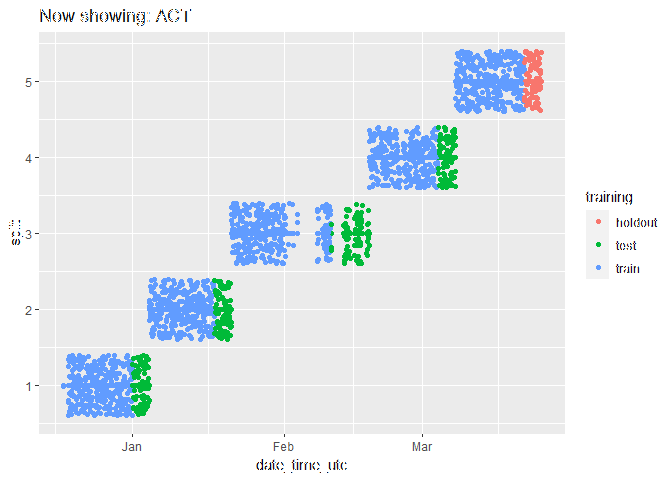 Now showing: ACT
5
4
3
2
1
split
Jan
Feb
Mar
date_time_utc
training
holdout
test
train